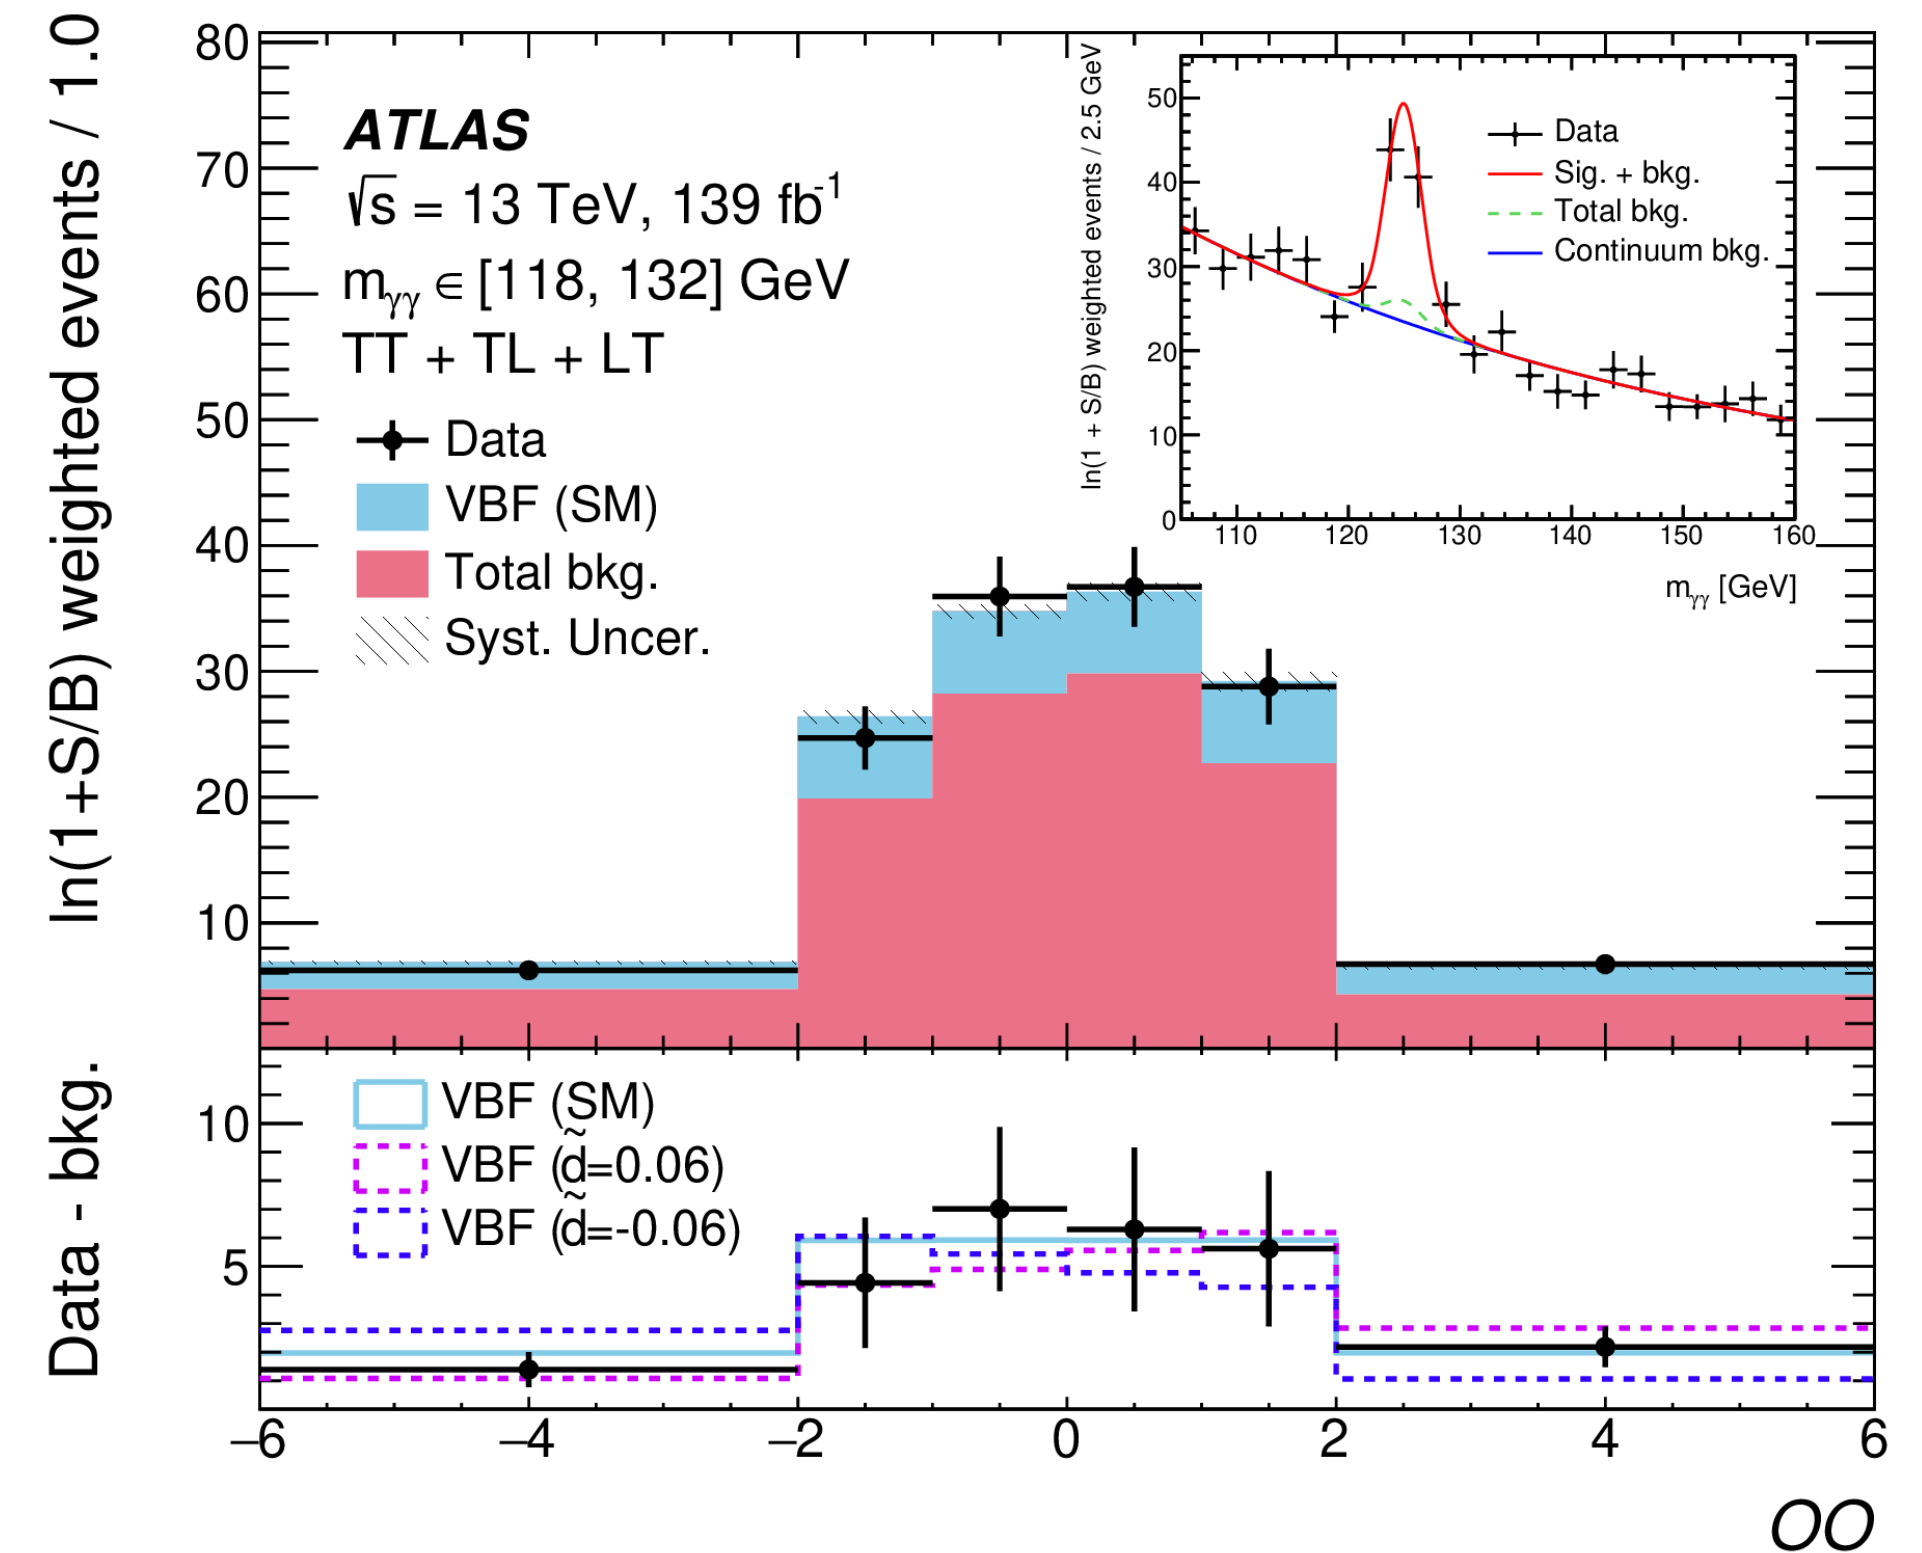 ln(1+S/B) weighted events / 1.0
80
70
60
50
40
30
20
10
ATLAS
√s = 13 TeV, 139 fb⁻¹
mγγ ∈ [118, 132] GeV
TT + TL + LT
Data
VBF (SM)
Total bkg.
Syst. Uncer.
ln(1 + S/B) weighted events / 2.5 GeV
50
40
30
20
10
0
Data
Sig. + bkg.
Total bkg.
Continuum bkg.
110 120 130 140 150 160
mγγ [GeV]
Data - bkg.
10
5
VBF (SM)
VBF (d̃=0.06)
VBF (d̃=-0.06)
−6 −4 −2 0 2 4 6
OO